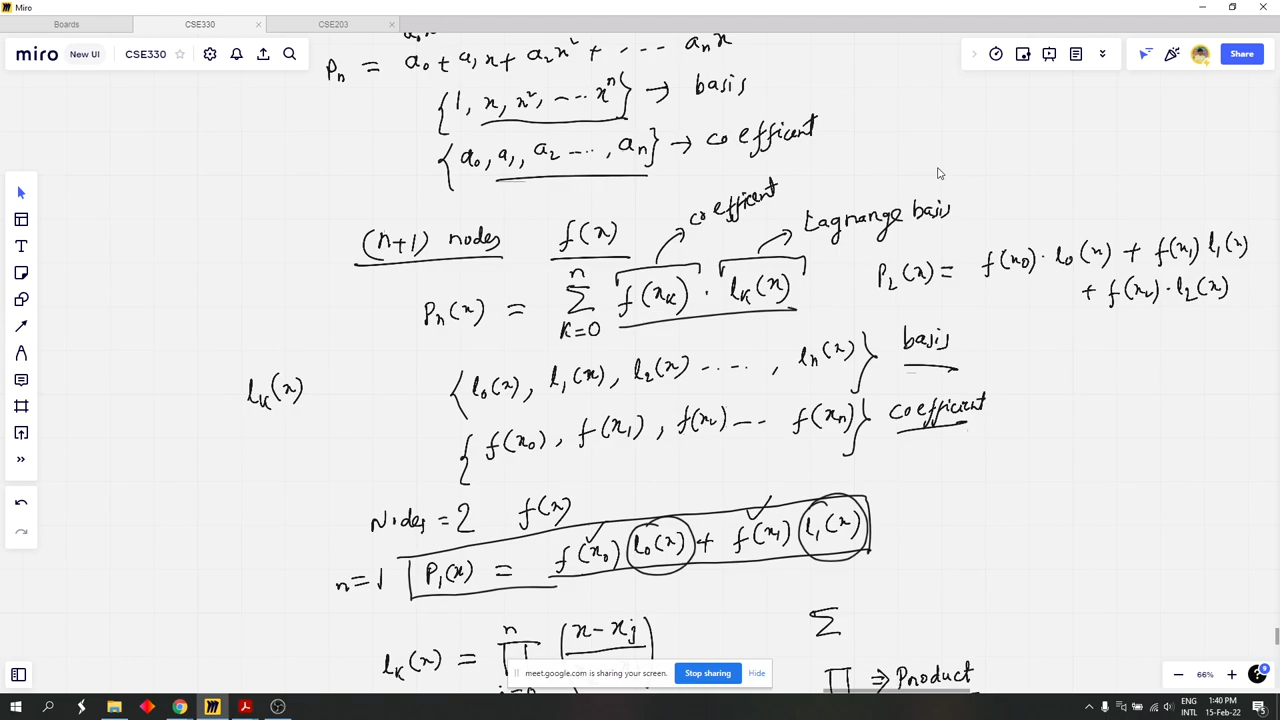 Miro
Boards
CSE330
CSE203
miro
New UI
CSE330
Share
Pn = a0 + a1x + a2x² + ... anx
{1, x, x², ... xⁿ} → basis
{a0, a1, a2 ..., an} → coefficent
(n+1) nodes f(x)
coefficent
Lagrange basis
Pn(x) = n Σ K=0 f(xK) · lK(x)
P2(x) = f(x0) · l0(x) + f(x1) l1(x)
+ f(x2) · l2(x)
lK(x)
{l0(x), l1(x), l2(x) ...., ln(x)} basis
{f(x0), f(x1), f(x2) ... f(xn)} coefficient
Nodes = 2 f(x)
n=1 P1(x) = f(x0) l0(x) + f(x1) l1(x)
lK(x) = n Π (x-xj
Σ
Π ⇒ Product
meet.google.com is sharing your screen.
Stop sharing
Hide
66%
1:40 PM
ENG
INTL
15-Feb-22